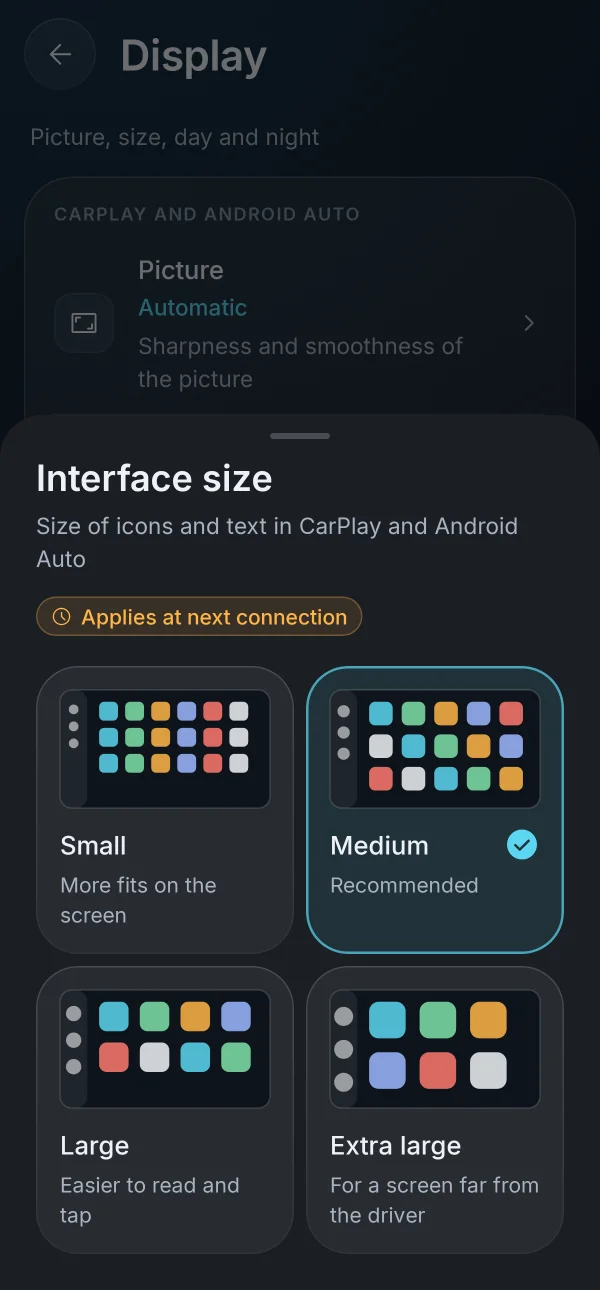 Display
Picture, size, day and night
CARPLAY AND ANDROID AUTO
Picture
Automatic
Sharpness and smoothness of
the picture
Interface size
Size of icons and text in CarPlay and Android
Auto
Applies at next connection
Small
More fits on the
screen
Medium
Recommended
Large
Easier to read and
tap
Extra large
For a screen far from
the driver